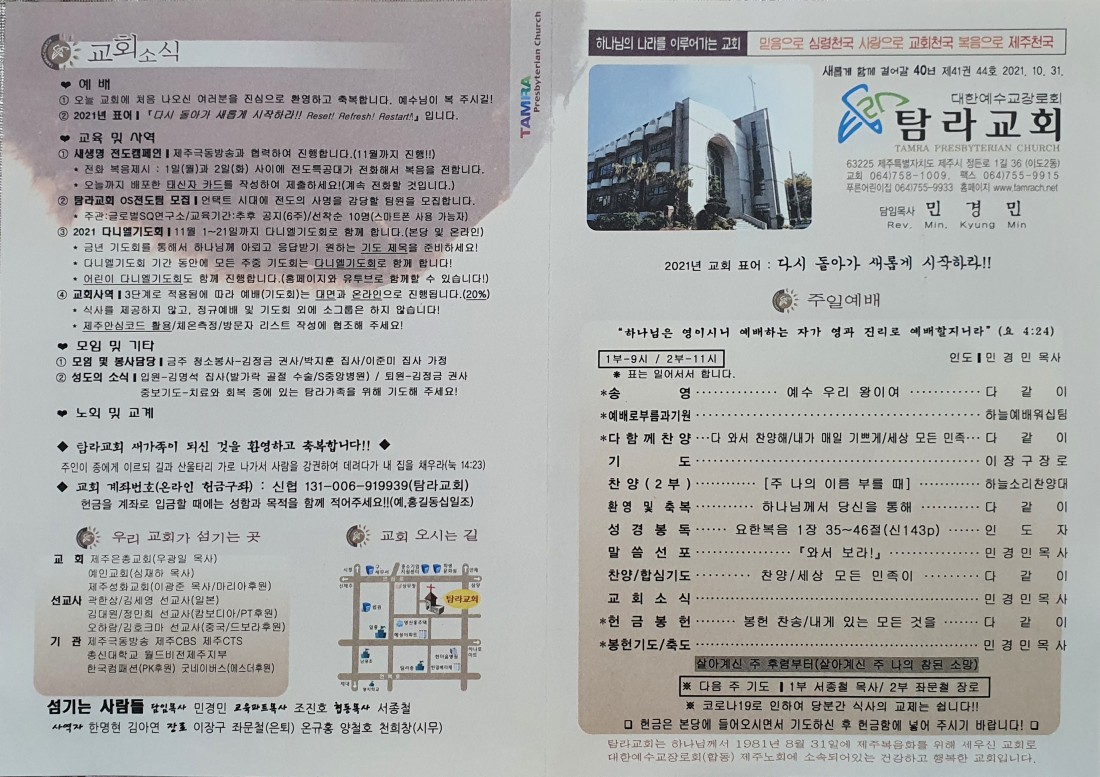 교회소식
❤ 예 배
① 오늘 교회에 처음 나오신 여러분을 진심으로 환영하고 축복합니다. 예수님이 복 주시길!
② 2021년 표어 ┃ 『다시 돌아가 새롭게 시작하라!! Reset! Refresh! Restart!』입니다.
❤ 교육 및 사역
① 새생명 전도캠페인 ┃ 제주극동방송과 협력하여 진행합니다.(11월까지 진행!!)
* 전화 복음제시 : 1일(월)과 2일(화) 사이에 전도특공대가 전화해서 복음을 전합니다.
* 오늘까지 배포한 태신자 카드를 작성하여 제출하세요!(계속 전화할 것입니다.)
② 탐라교회 OS전도팀 모집 ┃ 언택트 시대에 전도의 사명을 감당할 팀원을 모집합니다.
* 주관:글로벌SQ연구소/교육기간:추후 공지(6주)/선착순 10명(스마트폰 사용 가능자)
③ 2021 다니엘기도회 ┃ 11월 1~21까지 다니엘기도회로 함께 합니다.(본당 및 온라인)
* 금년 기도회를 통해서 하나님께 아뢰고 응답받기 원하는 기도 제목을 준비하세요!
* 다니엘기도회 기간 동안에 모든 주중 기도회는 다니엘기도회로 함께 합니다!
* 어린이 다니엘기도회도 함께 진행합니다.(홈페이지와 유투브로 함께할 수 있습니다!)
④ 교회사역 ┃ 3단계로 적용됨에 따라 예배(기도회)는 대면과 온라인으로 진행됩니다.(20%)
* 식사를 제공하지 않고, 정규예배 및 기도회 외에 소그룹은 하지 않습니다!
* 제주안심코드 활용/체온측정/방문자 리스트 작성에 협조해 주세요!
❤ 모임 및 기타
① 모임 및 봉사담당 ┃ 금주 청소봉사-김정금 권사/박지훈 집사/이준미 집사 가정
② 성도의 소식 ┃ 입원-김명석 집사(발가락 골절 수술/S중앙병원) / 퇴원-김정금 권사
중보기도-치료와 회복 중에 있는 탐라가족을 위해 기도해 주세요!
❤ 노회 및 교계
◆ 탐라교회 새가족이 되신 것을 환영하고 축복합니다!! ◆
주인이 종에게 이르되 길과 산울타리 가로 나가서 사람을 강권하여 데려다가 내 집을 채우라(눅 14:23)
◆ 교회 계좌번호(온라인 헌금구좌) : 신협 131-006-919939(탐라교회)
헌금을 계좌로 입금할 때에는 성함과 목적을 함께 적어주세요!!(예,홍길동십일조)
우리 교회가 섬기는 곳
교 회 제주은총교회(우광일 목사)
예인교회(심재하 목사)
제주성화교회(이광준 목사/마리아후원)
선교사 곽한상/김세영 선교사(일본)
김대원/정민희 선교사(캄보디아/PT후원)
오하람/김호크마 선교사(중국/드보라후원)
기 관 제주극동방송 제주CBS 제주CTS
총신대학교 월드비전제주지부
한국컴패션(PK후원) 굿네이버스(에스더후원)
교회 오시는 길
탐라교회
섬기는 사람들 담임목사 민경민 교육파트목사 조진호 협동목사 서종철
사역자 한명현 김아연 장로 이장구 좌문철(은퇴) 온규홍 양철호 천희창(시무)
TAMRA
Presbyterian Church
하나님의 나라를 이루어가는 교회 믿음으로 심령천국 사랑으로 교회천국 복음으로 제주천국
새롭게 함께 걸어갈 40년 제41권 44호 2021. 10. 31.
대한예수교장로회
탐라교회
TAMRA PRESBYTERIAN CHURCH
63225 제주특별자치도 제주시 정든로 1길 36 (이도2동)
교회 064)758-1009, 팩스 064)755-9915
푸른어린이집 064)755-9933 홈페이지 www.tamrach.net
담임목사 민 경 민
Rev. Min, Kyung Min
2021년 교회 표어 : 다시 돌아가 새롭게 시작하라!!
주일예배
"하나님은 영이시니 예배하는 자가 영과 진리로 예배할지니라" (요 4:24)
1부-9시 / 2부-11시 인도 ┃ 민 경 민 목사
※ 표는 일어서서 합니다.
*송 영 ·············· 예수 우리 왕이여 ·············· 다 같 이
*예배로부름과기원 ·············· 하늘예배워십팀
*다 함 께 찬 양 ···다 와서 찬양해/내가 매일 기쁘게/세상 모든 민족··· 다 같 이
기 도 ·············· 이 장 구 장 로
찬 양 ( 2 부 ) ··········· [주 나의 이름 부를 때] ··········· 하늘소리찬양대
환 영 및 축 복 ··········· 하나님께서 당신을 통해 ··········· 다 같 이
성 경 봉 독 ······ 요한복음 1장 35~46절(신143p) ······ 인 도 자
말 씀 선 포 ·············· 『와서 보라!』 ·············· 민 경 민 목 사
찬양/합심기도 ········· 찬양/세상 모든 민족이 ········· 다 같 이
교 회 소 식 ·············· 민 경 민 목 사
*헌 금 봉 헌 ········ 봉헌 찬송/내게 있는 모든 것을 ······· 다 같 이
*봉헌기도/축도 ·············· 민 경 민 목 사
살아계신 주 후렴부터(살아계신 주 나의 참된 소망)
※ 다음 주 기도 ┃ 1부 서종철 목사/ 2부 좌문철 장로
※ 코로나19로 인하여 당분간 식사의 교제는 쉽니다!!
□ 헌금은 본당에 들어오시면서 기도하신 후 헌금함에 넣어 주시기 바랍니다! □
탐라교회는 하나님께서 1981년 8월 31일에 제주복음화를 위해 세우신 교회로
대한예수교장로회(합동) 제주노회에 소속되어있는 건강하고 행복한 교회입니다.